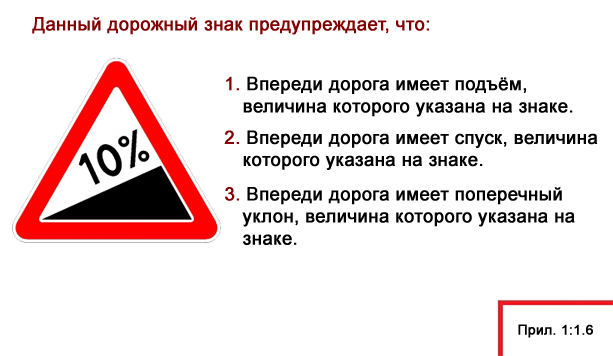 Данный дорожный знак предупреждает, что:
10%
1. Впереди дорога имеет подъём,
величина которого указана на знаке.
2. Впереди дорога имеет спуск, величина
которого указана на знаке.
3. Впереди дорога имеет поперечный
уклон, величина которого указана на
знаке.
Прил. 1:1.6